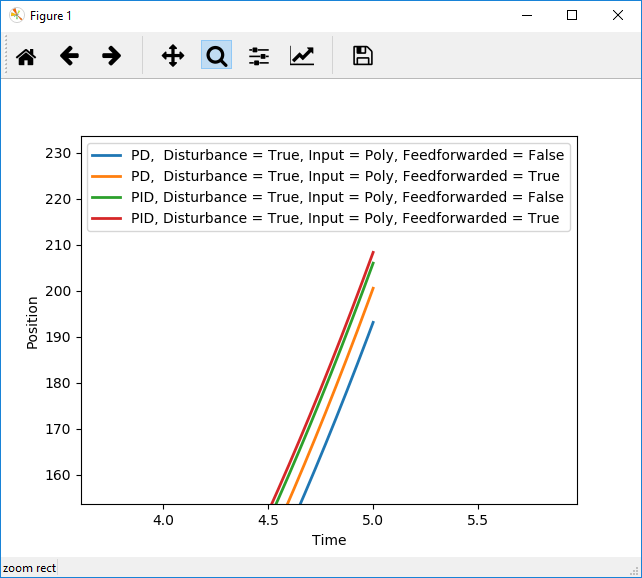 Figure 1
PD,  Disturbance = True, Input = Poly, Feedforwarded = False
PD,  Disturbance = True, Input = Poly, Feedforwarded = True
PID, Disturbance = True, Input = Poly, Feedforwarded = False
PID, Disturbance = True, Input = Poly, Feedforwarded = True
230
220
210
200
190
180
170
160
Position
4.0 4.5 5.0 5.5
Time
zoom rect